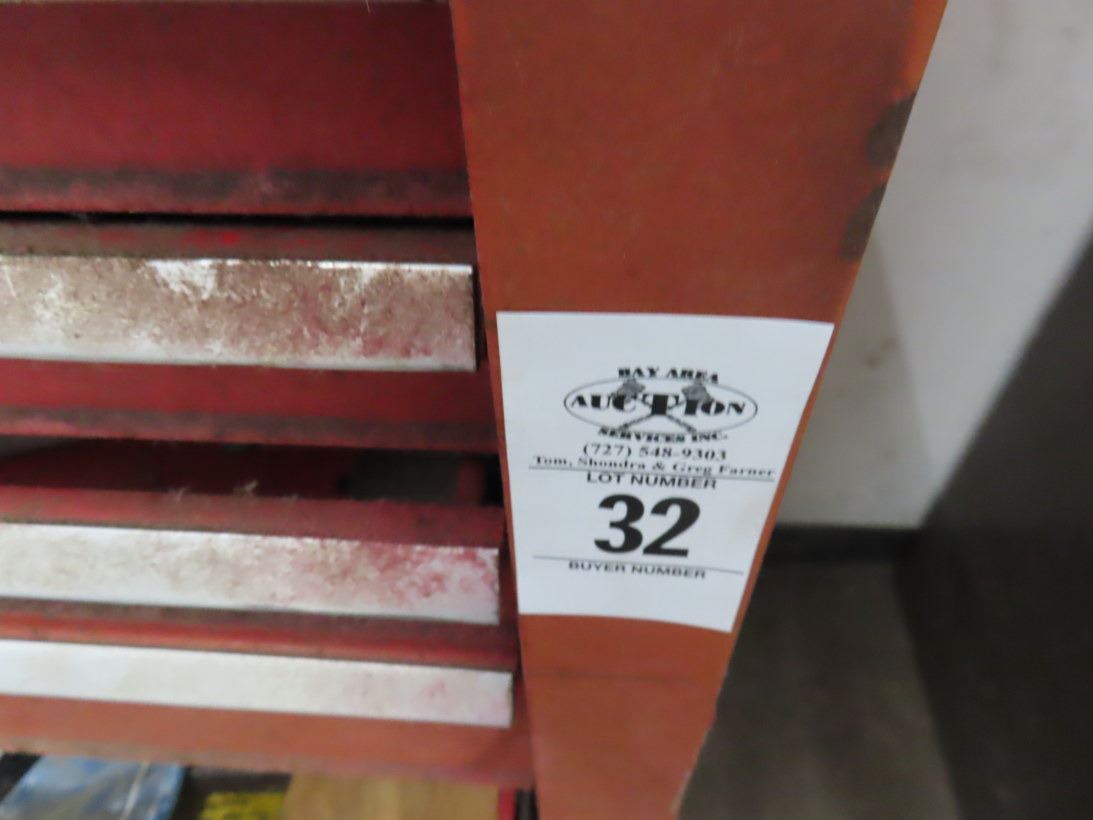 BAY AREA
AUCTION
SERVICES INC.
(727) 548-9303
Tom, Shondra & Greg Farner
LOT NUMBER
32
BUYER NUMBER